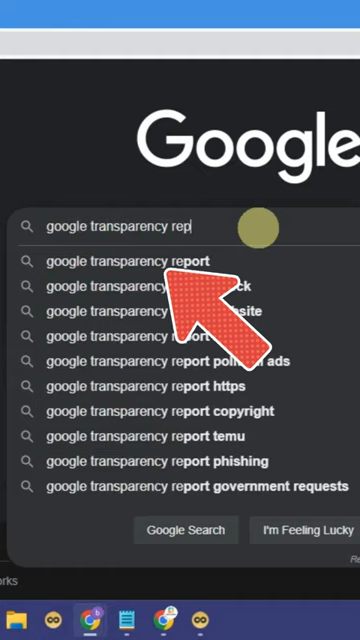 Google
google transparency rep
google transparency report
google transparency
google transparency
google transparency
google transparency report political ads
google transparency report https
google transparency report copyright
google transparency report temu
google transparency report phishing
google transparency report government requests
Google Search
I'm Feeling Lucky